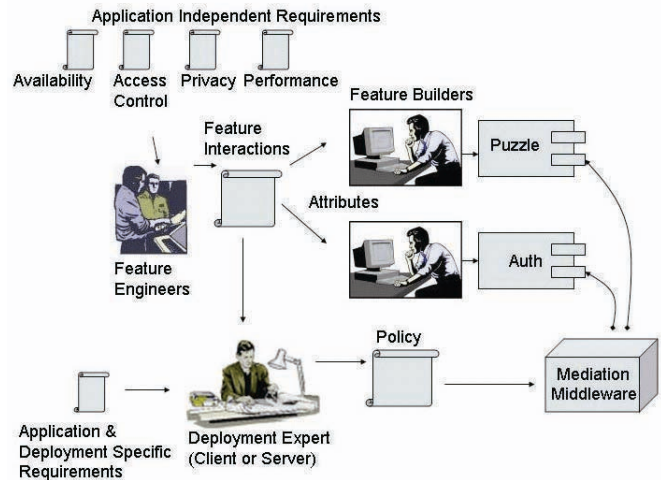 Application Independent Requirements
Availability
Access
Control
Privacy
Performance
Feature
Interactions
Feature Builders
Puzzle
Attributes
Auth
Feature
Engineers
Policy
Mediation
Middleware
Application &
Deployment Specific
Requirements
Deployment Expert
(Client or Server)